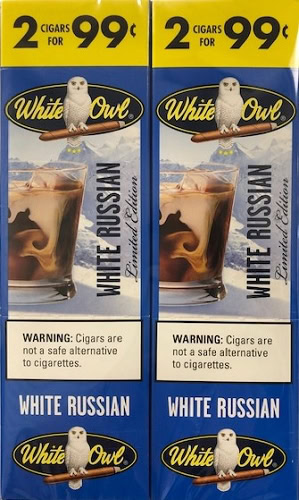 2 CIGARS FOR 99¢
White Owl®
WHITE RUSSIAN
Limited Edition
WARNING: Cigars are
not a safe alternative
to cigarettes.
WHITE RUSSIAN
White Owl®
2 CIGARS FOR 99¢
White Owl®
WHITE RUSSIAN
Limited Edition
WARNING: Cigars are
not a safe alternative
to cigarettes.
WHITE RUSSIAN
White Owl®